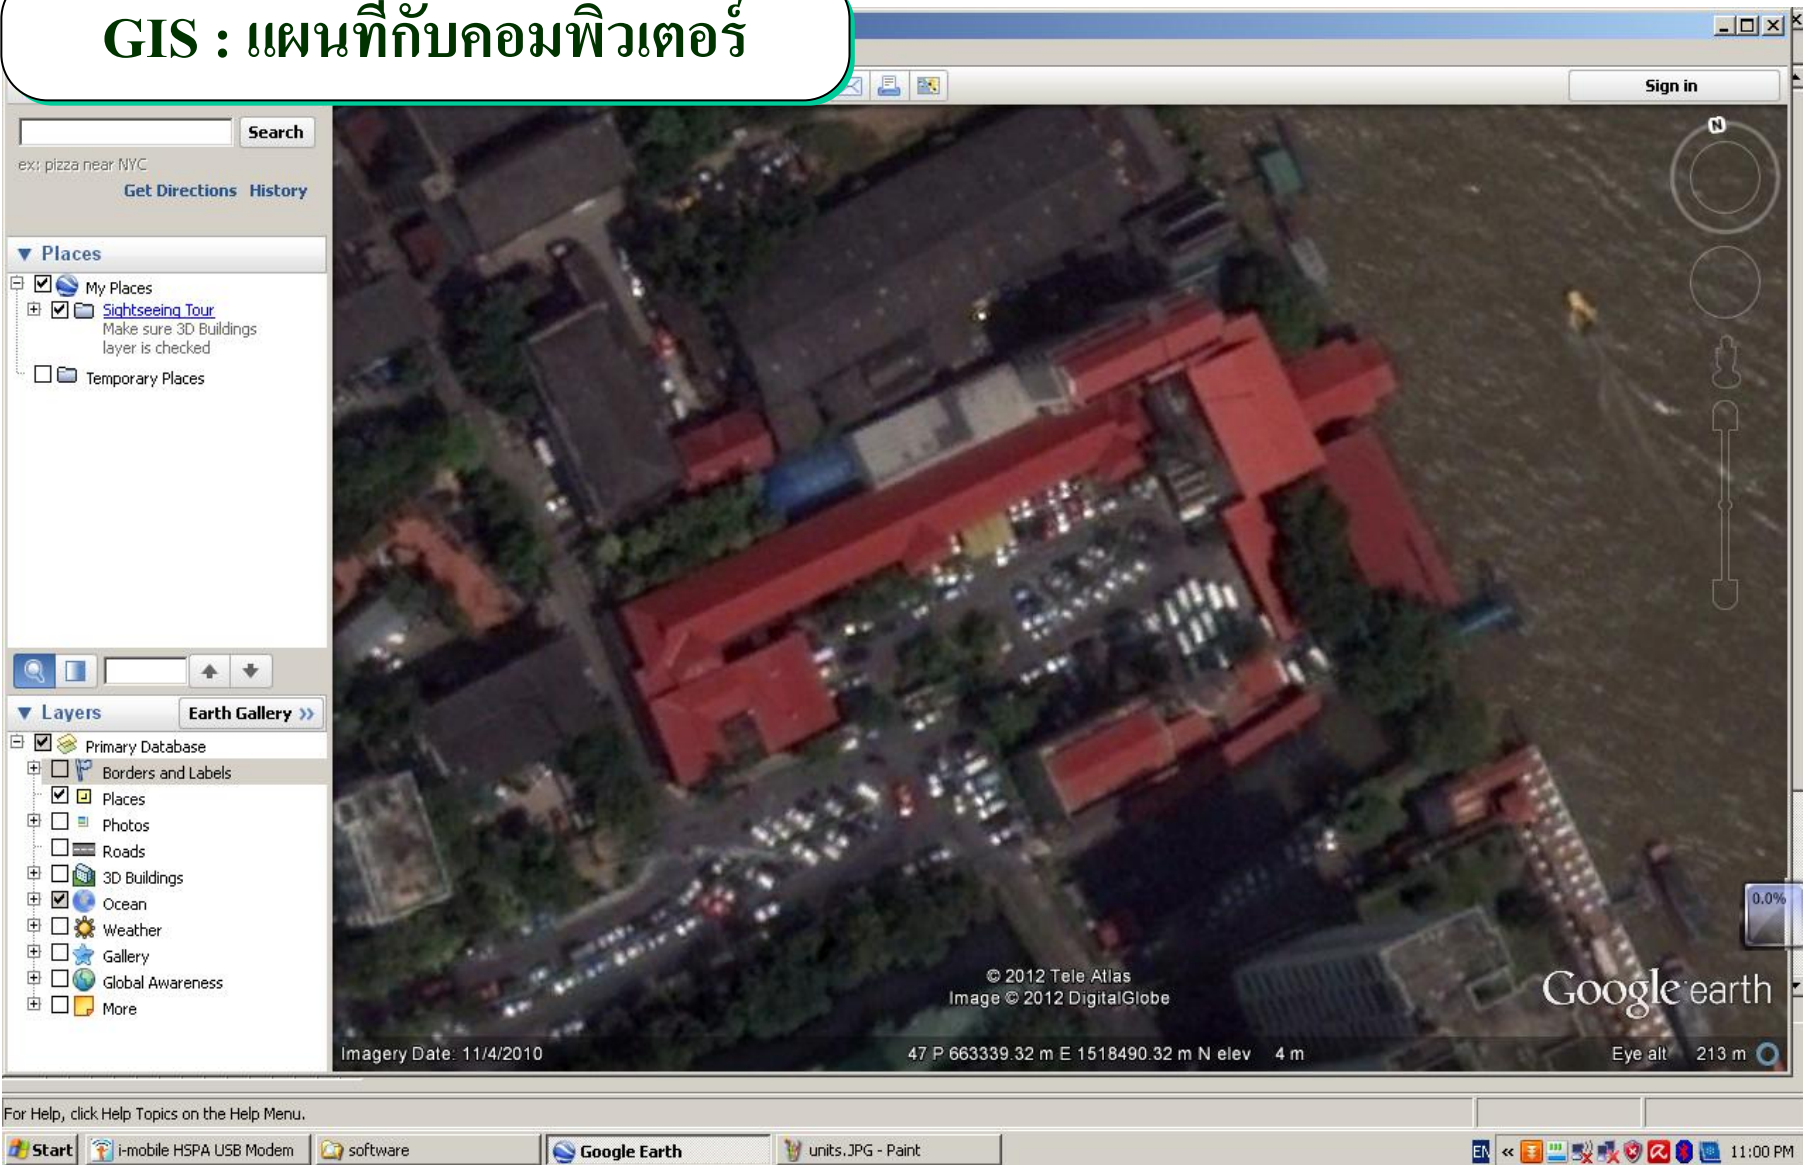 GIS : แผนที่กับคอมพิวเตอร์
Sign in
Search
ex: pizza near NYC
Get Directions History
Places
My Places
Sightseeing Tour
Make sure 3D Buildings
layer is checked
Temporary Places
Layers
Earth Gallery »
Primary Database
Borders and Labels
Places
Photos
Roads
3D Buildings
Ocean
Weather
Gallery
Global Awareness
More
N
0.0%
© 2012 Tele Atlas
Image © 2012 DigitalGlobe
Google earth
Imagery Date: 11/4/2010
47 P 663339.32 m E 1518490.32 m N elev 4 m
Eye alt 213 m
For Help, click Help Topics on the Help Menu.
Start
i-mobile HSPA USB Modem
software
Google Earth
units.JPG - Paint
EN
«
11:00 PM